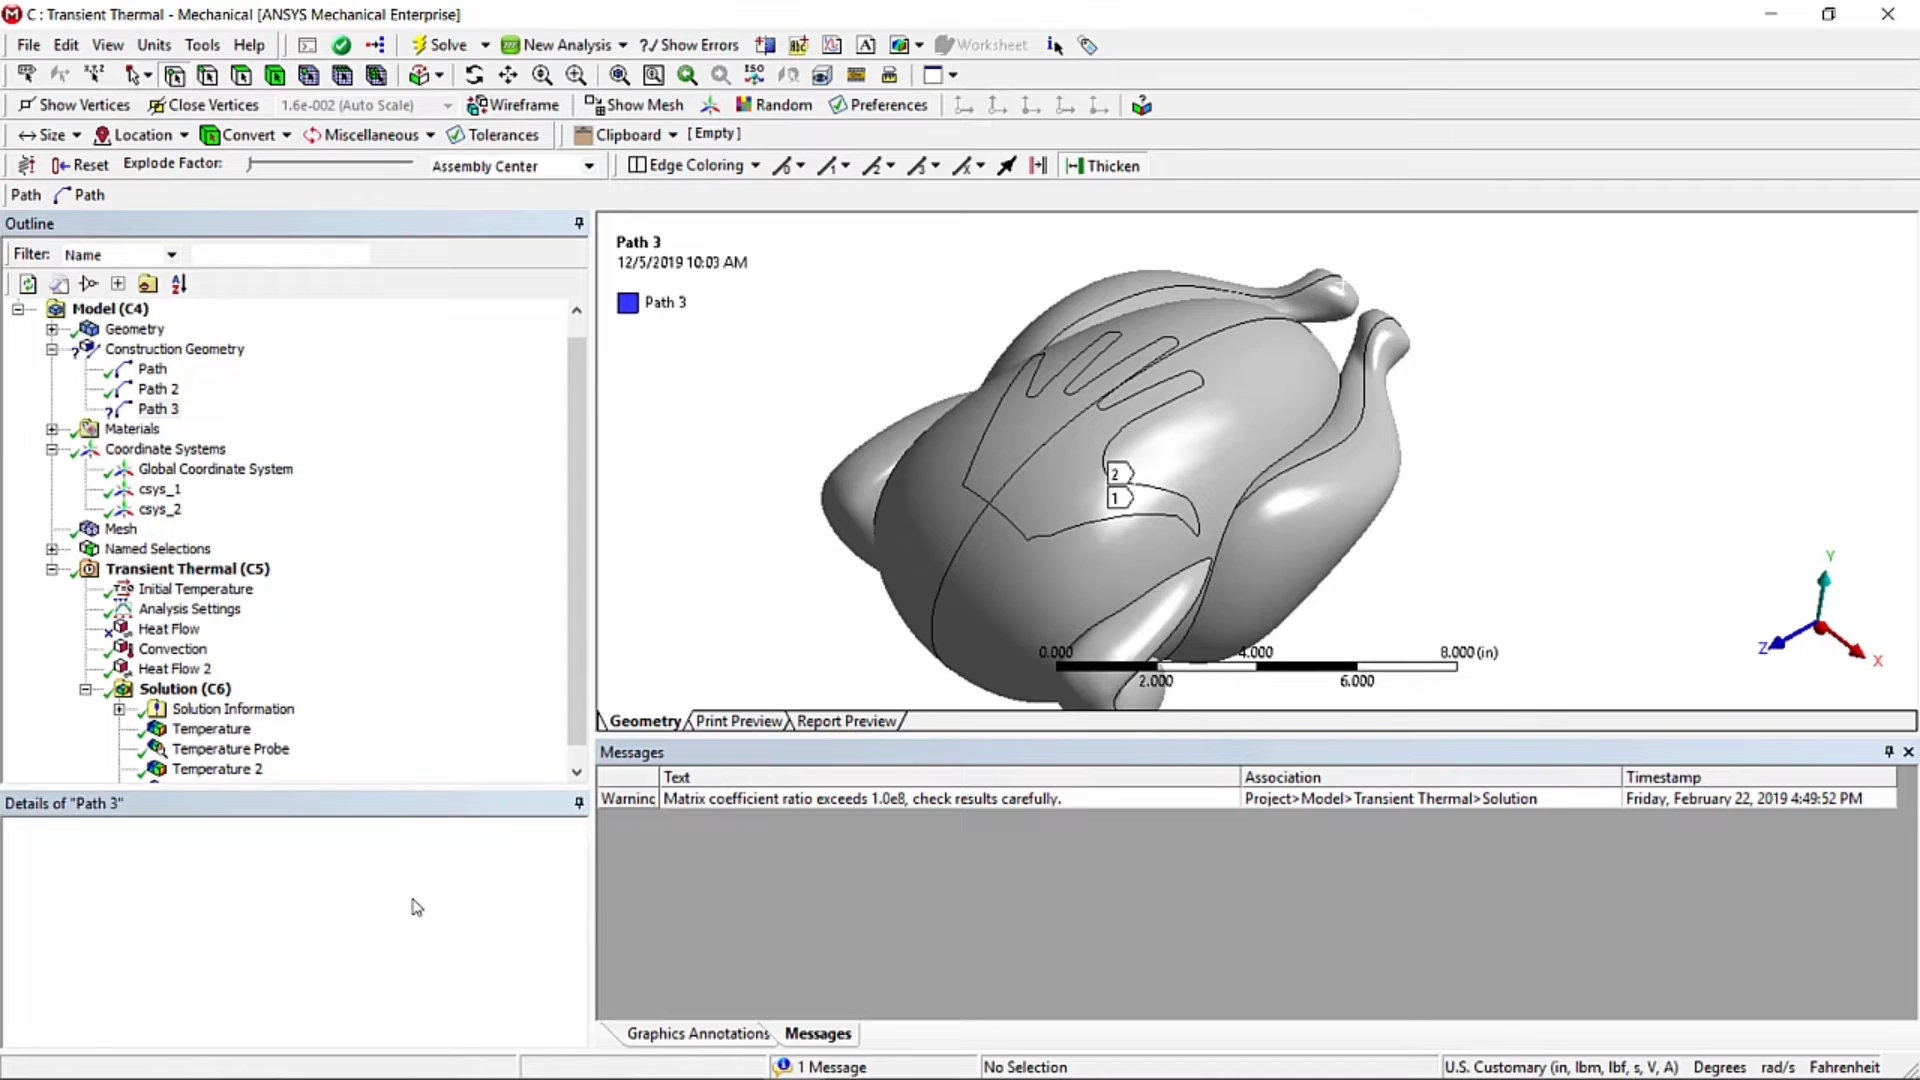 C : Transient Thermal - Mechanical [ANSYS Mechanical Enterprise]
File Edit View Units Tools Help Solve New Analysis ?/ Show Errors Worksheet
Show Vertices Close Vertices 1.6e-002 (Auto Scale) Wireframe Show Mesh Random Preferences
Size Location Convert Miscellaneous Tolerances Clipboard [ Empty ]
Reset Explode Factor: Assembly Center Edge Coloring Thicken
Path Path
Outline
Filter: Name
Model (C4)
Geometry
Construction Geometry
Path
Path 2
Path 3
Materials
Coordinate Systems
Global Coordinate System
csys_1
csys_2
Mesh
Named Selections
Transient Thermal (C5)
Initial Temperature
Analysis Settings
Heat Flow
Convection
Heat Flow 2
Solution (C6)
Solution Information
Temperature
Temperature Probe
Temperature 2
Details of "Path 3"
Path 3
12/5/2019 10:03 AM
Path 3
2
1
0.000 4.000 8.000 (in)
2.000 6.000
Y
Z
X
Geometry Print Preview Report Preview
Messages
Text Association Timestamp
Warning Matrix coefficient ratio exceeds 1.0e8, check results carefully. Project>Model>Transient Thermal>Solution Friday, February 22, 2019 4:49:52 PM
Graphics Annotations Messages
1 Message No Selection U.S. Customary (in, lbm, lbf, s, V, A) Degrees rad/s Fahrenheit